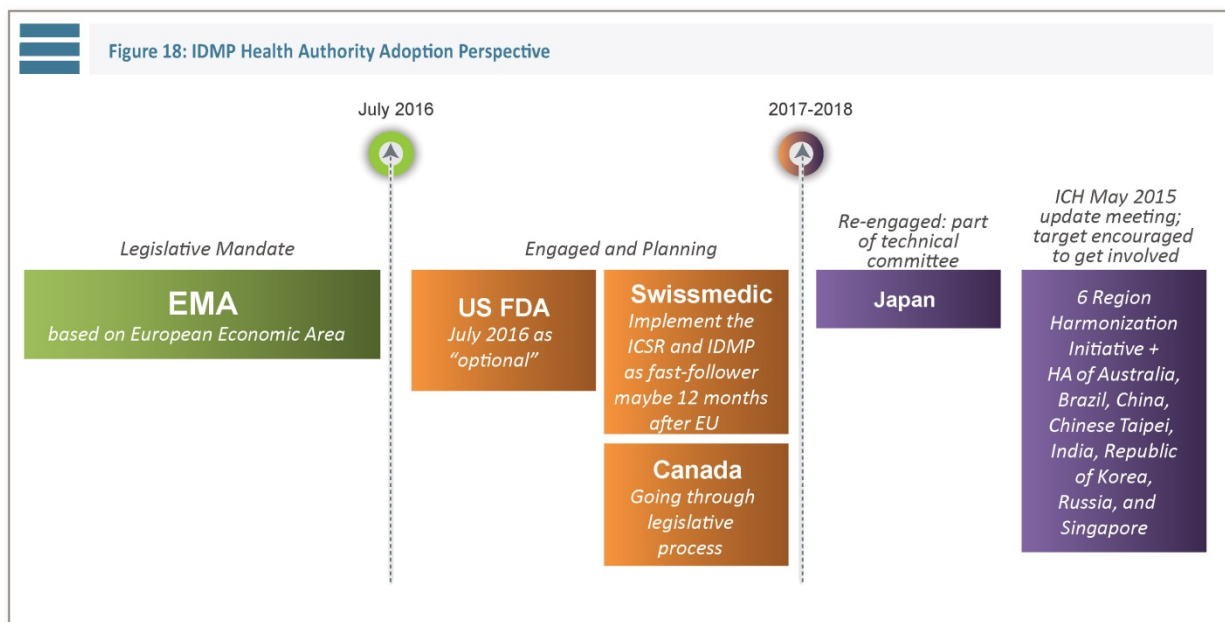 Figure 18: IDMP Health Authority Adoption Perspective
July 2016
2017-2018
Legislative Mandate
EMA
based on European Economic Area
Engaged and Planning
US FDA
July 2016 as
“optional”
Swissmedic
Implement the
ICSR and IDMP
as fast-follower
maybe 12 months
after EU
Canada
Going through
legislative
process
Re-engaged: part
of technical
committee
Japan
ICH May 2015
update meeting;
target encouraged
to get involved
6 Region
Harmonization
Initiative +
HA of Australia,
Brazil, China,
Chinese Taipei,
India, Republic
of Korea,
Russia, and
Singapore